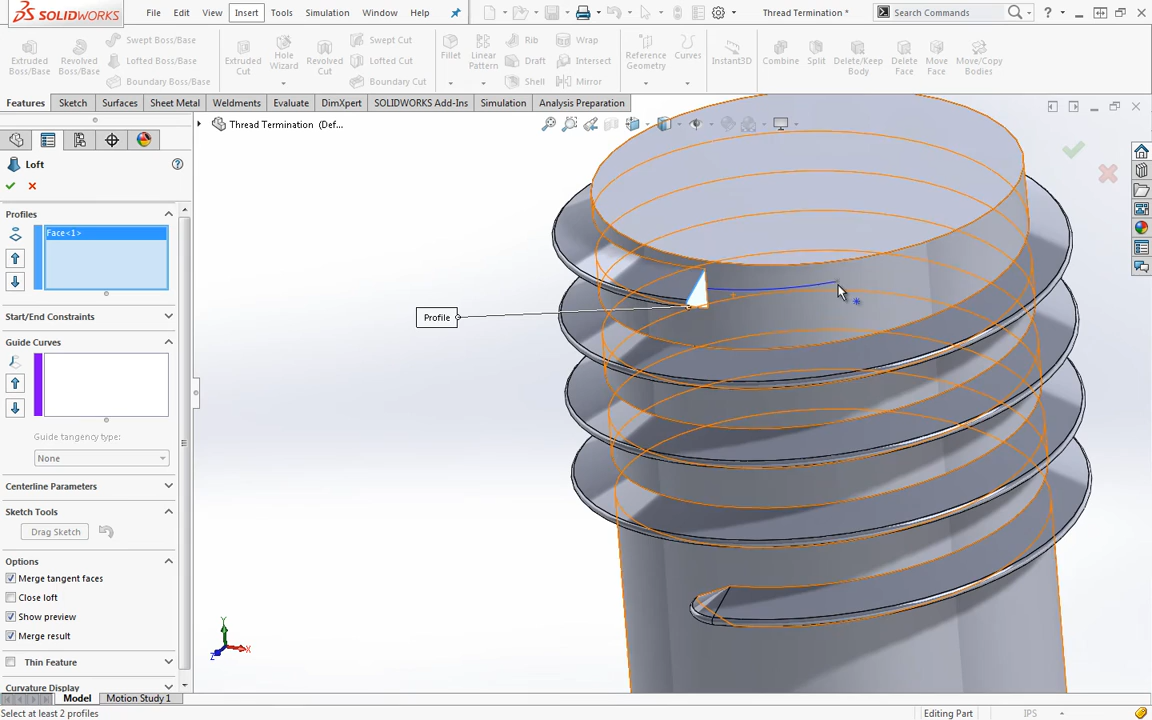 SOLIDWORKS File Edit View Insert Tools Simulation Window Help Thread Termination * Search Commands ?
Extruded Boss/Base
Revolved Boss/Base
Swept Boss/Base
Lofted Boss/Base
Boundary Boss/Base
Extruded Cut
Hole Wizard
Revolved Cut
Swept Cut
Lofted Cut
Boundary Cut
Fillet
Linear Pattern
Rib
Draft
Shell
Wrap
Intersect
Mirror
Reference Geometry
Curves
Instant3D
Combine
Split
Delete/Keep Body
Delete Face
Move Face
Move/Copy Bodies
Features Sketch Surfaces Sheet Metal Weldments Evaluate DimXpert SOLIDWORKS Add-Ins Simulation Analysis Preparation
Thread Termination (Def...
Loft
?
Profiles
Face<1>
Start/End Constraints
Guide Curves
Guide tangency type:
None
Centerline Parameters
Sketch Tools
Drag Sketch
Options
Merge tangent faces
Close loft
Show preview
Merge result
Thin Feature
Curvature Display
Profile
Y
X
Z
Model Motion Study 1
Select at least 2 profiles
Editing Part
IPS